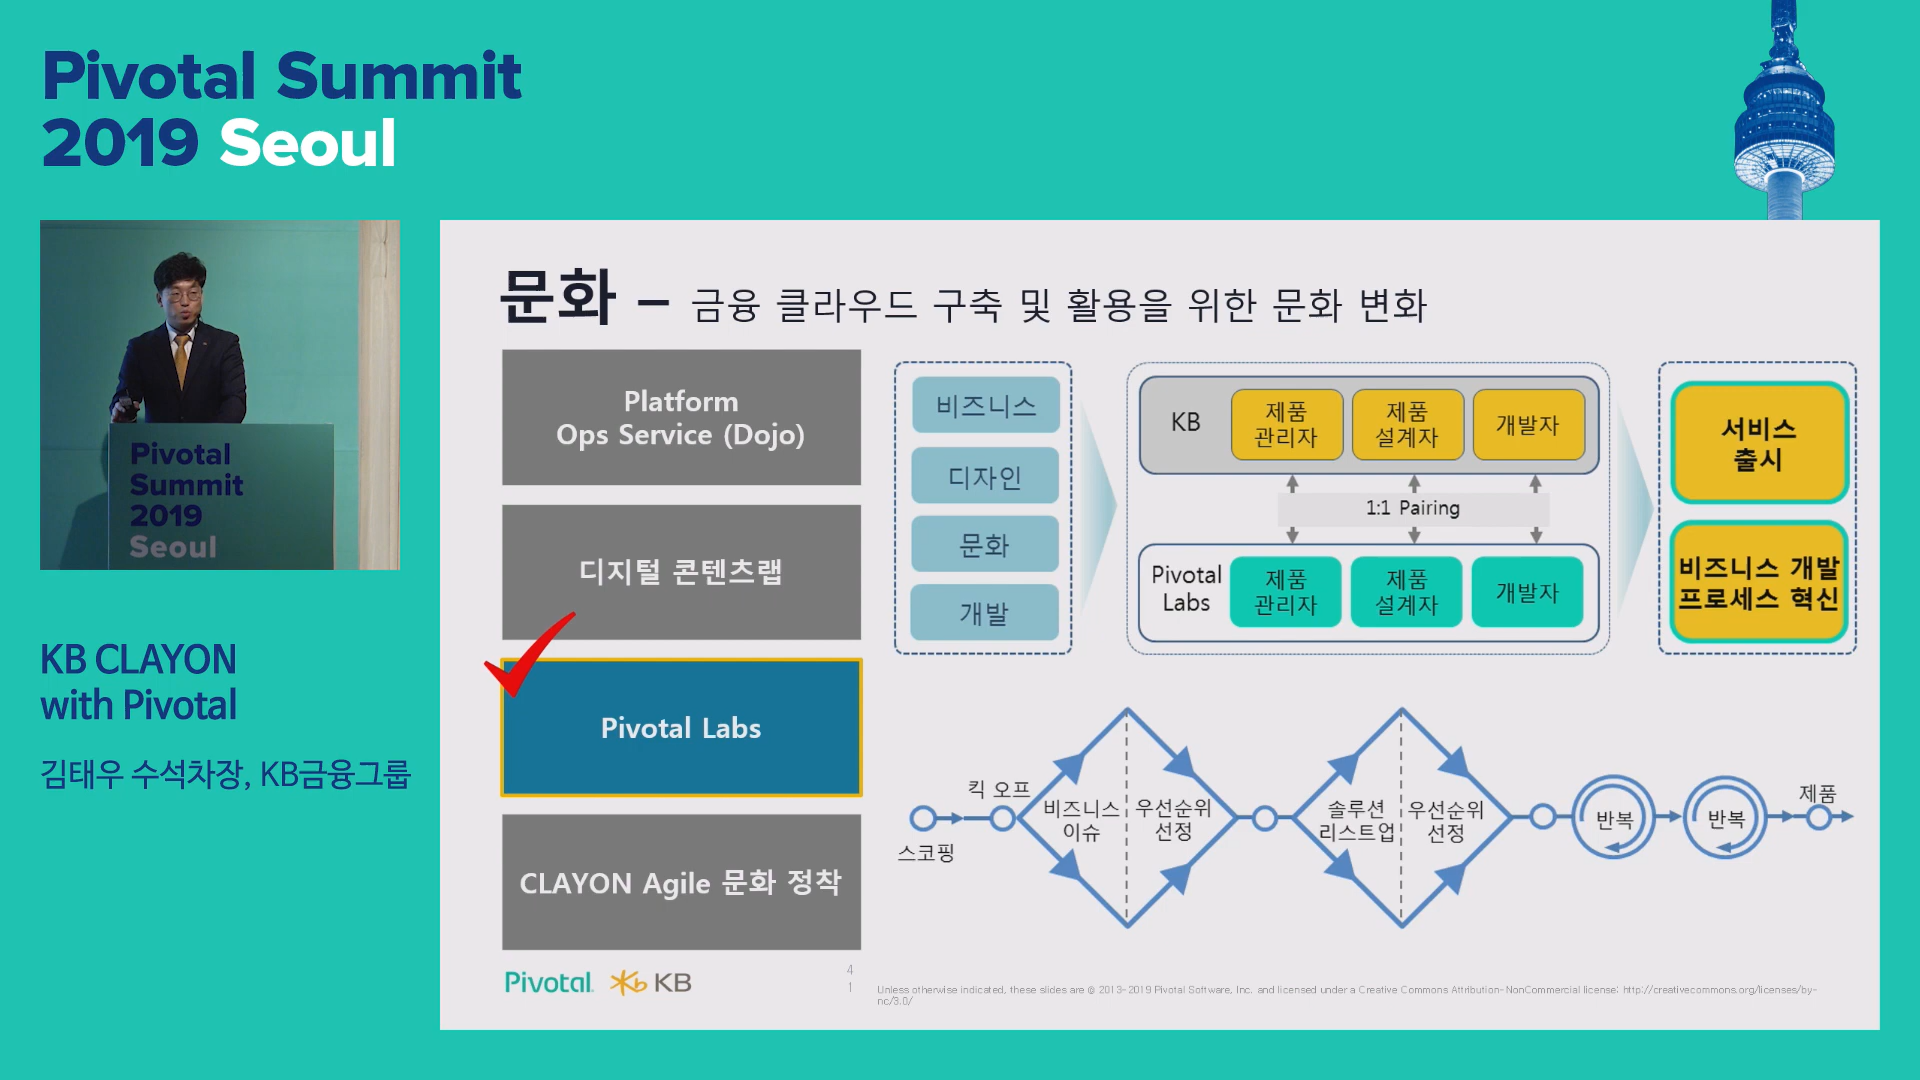 Pivotal Summit
2019 Seoul
Pivotal
Summit
2019
Seoul
KB CLAYON
with Pivotal
김태우 수석차장, KB금융그룹
문화 – 금융 클라우드 구축 및 활용을 위한 문화 변화
Platform
Ops Service (Dojo)
디지털 콘텐츠랩
Pivotal Labs
CLAYON Agile 문화 정착
비즈니스
디자인
문화
개발
KB
제품
관리자
제품
설계자
개발자
1:1 Pairing
Pivotal
Labs
제품
관리자
제품
설계자
개발자
서비스
출시
비즈니스 개발
프로세스 혁신
스코핑
킥 오프
비즈니스
이슈
우선순위
선정
솔루션
리스트업
우선순위
선정
반복
반복
제품
Pivotal
KB
4
1
Unless otherwise indicated, these slides are © 2013-2019 Pivotal Software, Inc. and licensed under a Creative Commons Attribution-NonCommercial license: http://creativecommons.org/licenses/by-
nc/3.0/